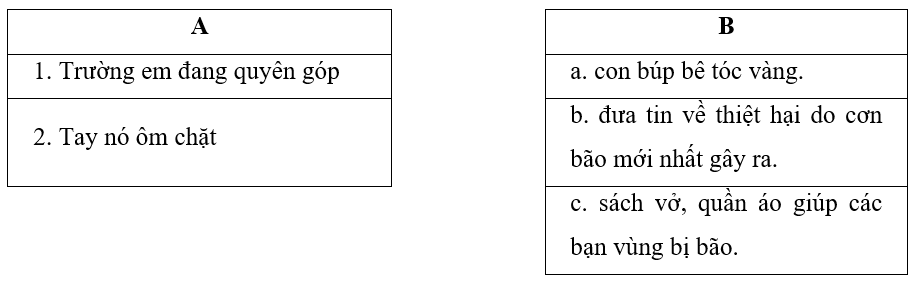 A
1. Trường em đang quyên góp
2. Tay nó ôm chặt
B
a. con búp bê tóc vàng.
b. đưa tin về thiệt hại do cơn
bão mới nhất gây ra.
c. sách vở, quần áo giúp các
bạn vùng bị bão.